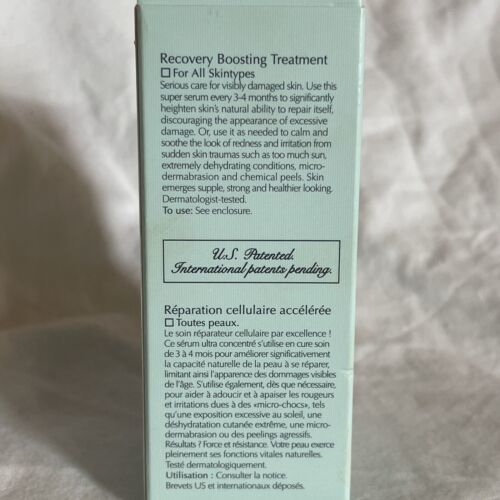 Recovery Boosting Treatment
☐ For All Skintypes
Serious care for visibly damaged skin. Use this
super serum every 3-4 months to significantly
heighten skin's natural ability to repair itself,
discouraging the appearance of excessive
damage. Or, use it as needed to calm and
soothe the look of redness and irritation from
sudden skin traumas such as too much sun,
extremely dehydrating conditions, micro-
dermabrasion and chemical peels. Skin
emerges supple, strong and healthier looking.
Dermatologist-tested.
To use: See enclosure.
U.S. Patented.
International patents pending.
Réparation cellulaire accélérée
☐ Toutes peaux.
Le soin réparateur cellulaire par excellence !
Ce sérum ultra concentré s'utilise en cure soin
de 3 à 4 mois pour améliorer significativement
la capacité naturelle de la peau à se réparer,
limitant ainsi l'apparence des dommages visibles
de l'âge. S'utilise également, dès que nécessaire,
pour aider à adoucir et à apaiser les rougeurs
et irritations dues à des «micro-chocs», tels
qu'une exposition excessive au soleil, une
déshydratation cutanée extrême, une micro-
dermabrasion ou des peelings agressifs.
Résultats ? Force et résistance. Votre peau exerce
pleinement ses fonctions vitales naturelles.
Testé dermatologiquement.
Utilisation : Consulter la notice.
Brevets US et internationaux déposés.